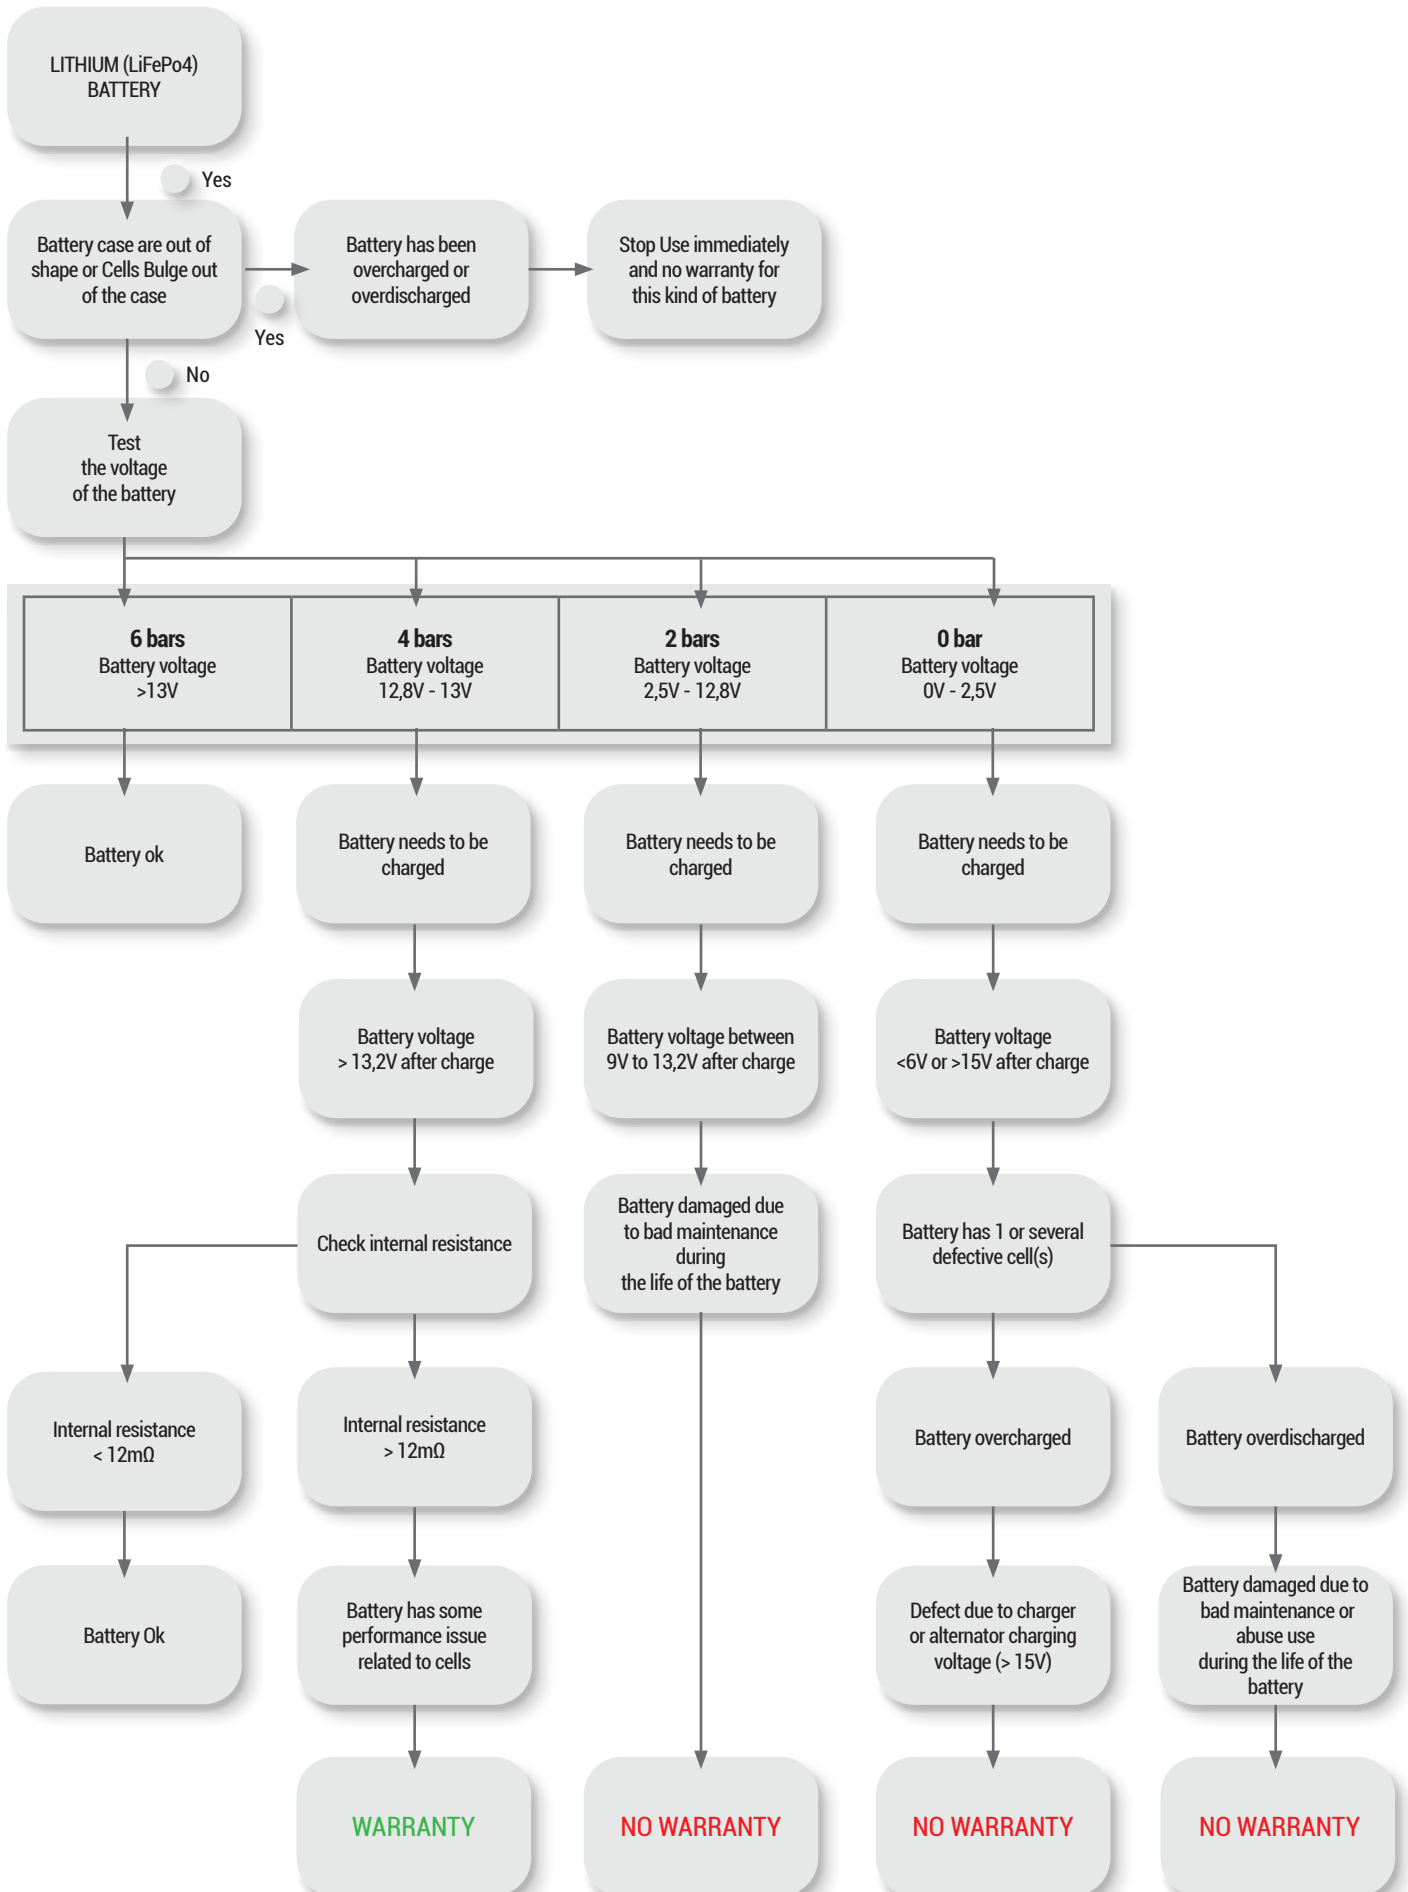 LITHIUM (LiFePo4)
BATTERY
Yes
Battery case are out of
shape or Cells Bulge out
of the case
Yes
Battery has been
overcharged or
overdischarged
Stop Use immediately
and no warranty for
this kind of battery
No
Test
the voltage
of the battery
6 bars
Battery voltage
>13V
4 bars
Battery voltage
12,8V - 13V
2 bars
Battery voltage
2,5V - 12,8V
0 bar
Battery voltage
0V - 2,5V
Battery ok
Battery needs to be
charged
Battery needs to be
charged
Battery needs to be
charged
Battery voltage
> 13,2V after charge
Battery voltage between
9V to 13,2V after charge
Battery voltage
<6V or >15V after charge
Check internal resistance
Battery damaged due
to bad maintenance
during
the life of the battery
Battery has 1 or several
defective cell(s)
Internal resistance
< 12mΩ
Internal resistance
> 12mΩ
Battery overcharged
Battery overdischarged
Battery Ok
Battery has some
performance issue
related to cells
Defect due to charger
or alternator charging
voltage (> 15V)
Battery damaged due to
bad maintenance or
abuse use
during the life of the
battery
WARRANTY
NO WARRANTY
NO WARRANTY
NO WARRANTY